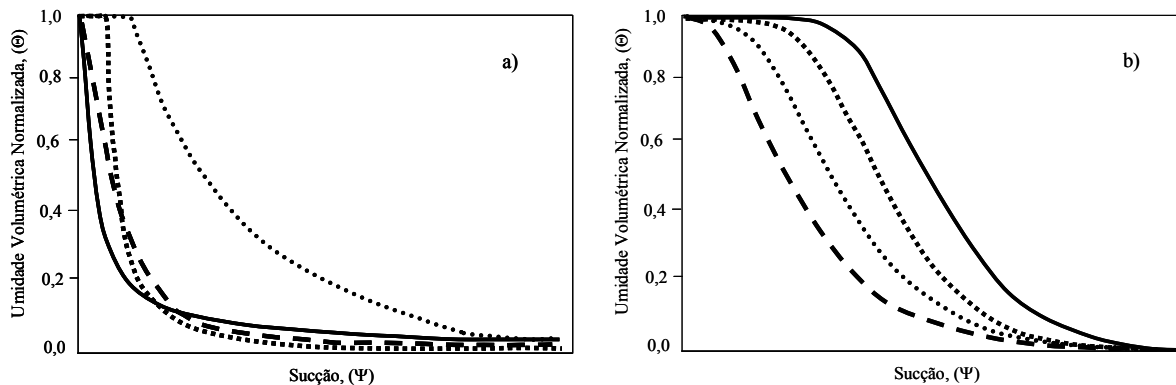 1,0
0,8
0,6
0,4
0,2
0,0
Umidade Volumétrica Normalizada, (Θ)
a)
Sucção, (Ψ)
1,0
0,8
0,6
0,4
0,2
0,0
Umidade Volumétrica Normalizada, (Θ)
b)
Sucção, (Ψ)